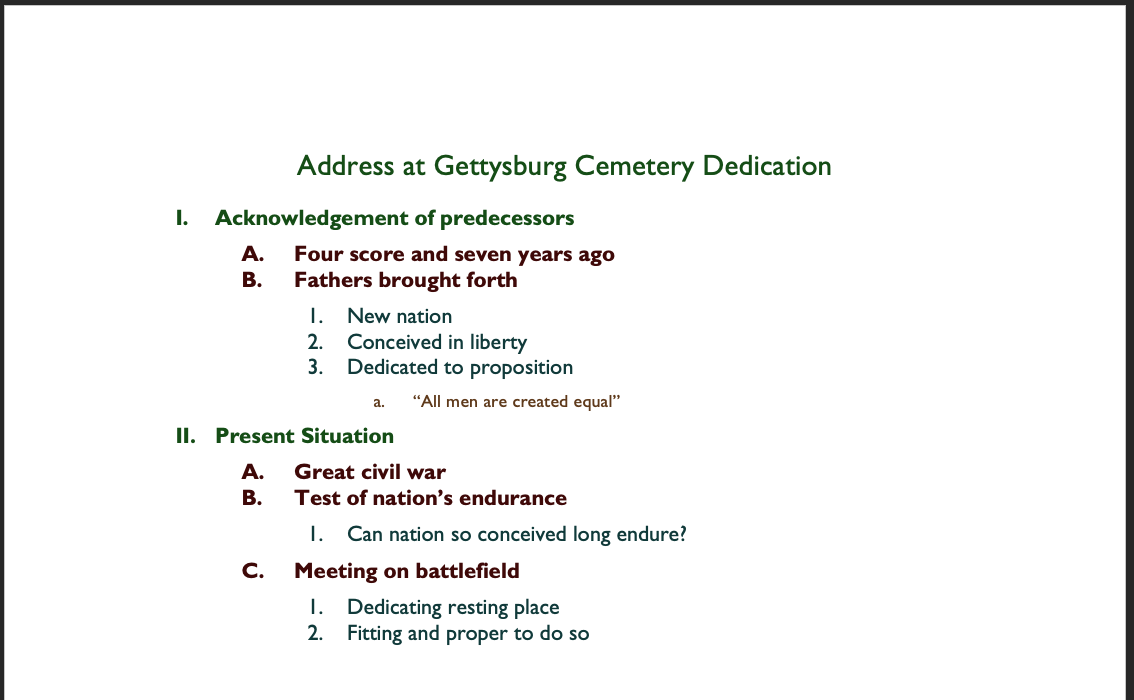 Address at Gettysburg Cemetery Dedication
I. Acknowledgement of predecessors
A. Four score and seven years ago
B. Fathers brought forth
1. New nation
2. Conceived in liberty
3. Dedicated to proposition
a. “All men are created equal”
II. Present Situation
A. Great civil war
B. Test of nation’s endurance
1. Can nation so conceived long endure?
C. Meeting on battlefield
1. Dedicating resting place
2. Fitting and proper to do so